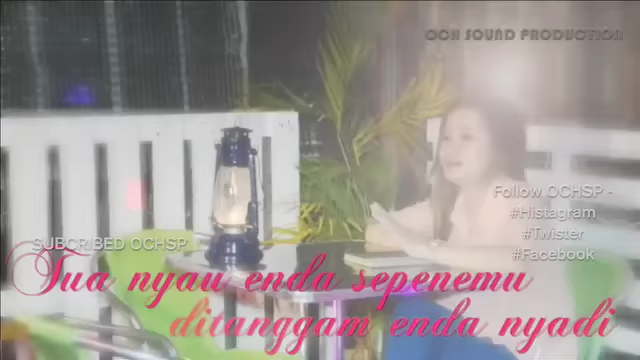 OCH SOUND PRODUCTION
Follow OCHSP -
#Histagram
#Twister
#Facebook
SUBCRIBED OCHSP
Tua nyau enda sepenemu
ditanggam enda nyadi